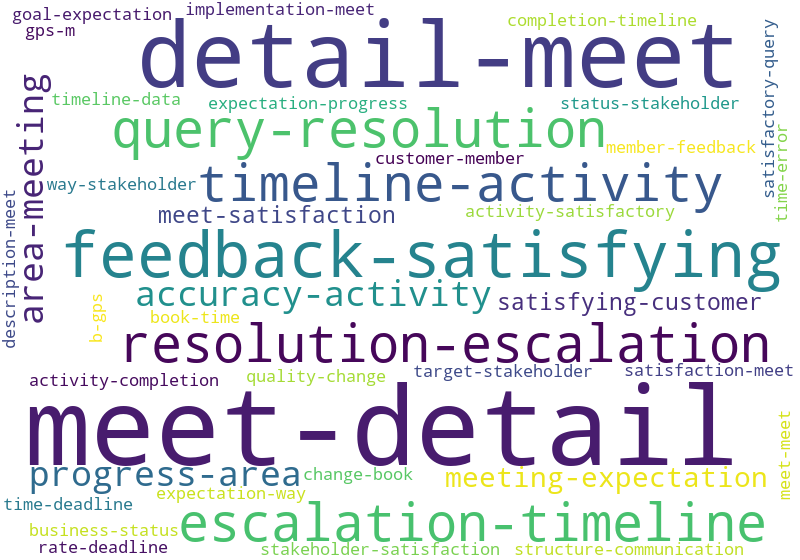 goal-expectation
implementation-meet
completion-timeline
gps-m
detail-meet
satisfactory-query
area-meeting
timeline-data
expectation-progress
status-stakeholder
query-resolution
member-feedback
time-error
customer-member
way-stakeholder
timeline-activity
description-meet
meet-satisfaction
activity-satisfactory
feedback-satisfying
accuracy-activity
satisfying-customer
b-gps
book-time
resolution-escalation
activity-completion
quality-change
target-stakeholder
satisfaction-meet
meet-detail
meet-meet
progress-area
change-book
meeting-expectation
expectation-way
time-deadline
escalation-timeline
business-status
rate-deadline
stakeholder-satisfaction
structure-communication